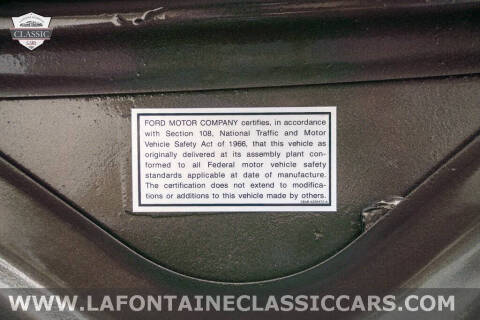 CLASSIC
CARS
FORD MOTOR COMPANY certifies, in accordance
with Section 108, National Traffic and Motor
Vehicle Safety Act of 1966, that this vehicle as
originally delivered at its assembly plant con-
formed to all Federal motor vehicle safety
standards applicable at date of manufacture.
The certification does not extend to modifica-
tions or additions to this vehicle made by others.
WWW.LAFONTAINECLASSICCARS.COM